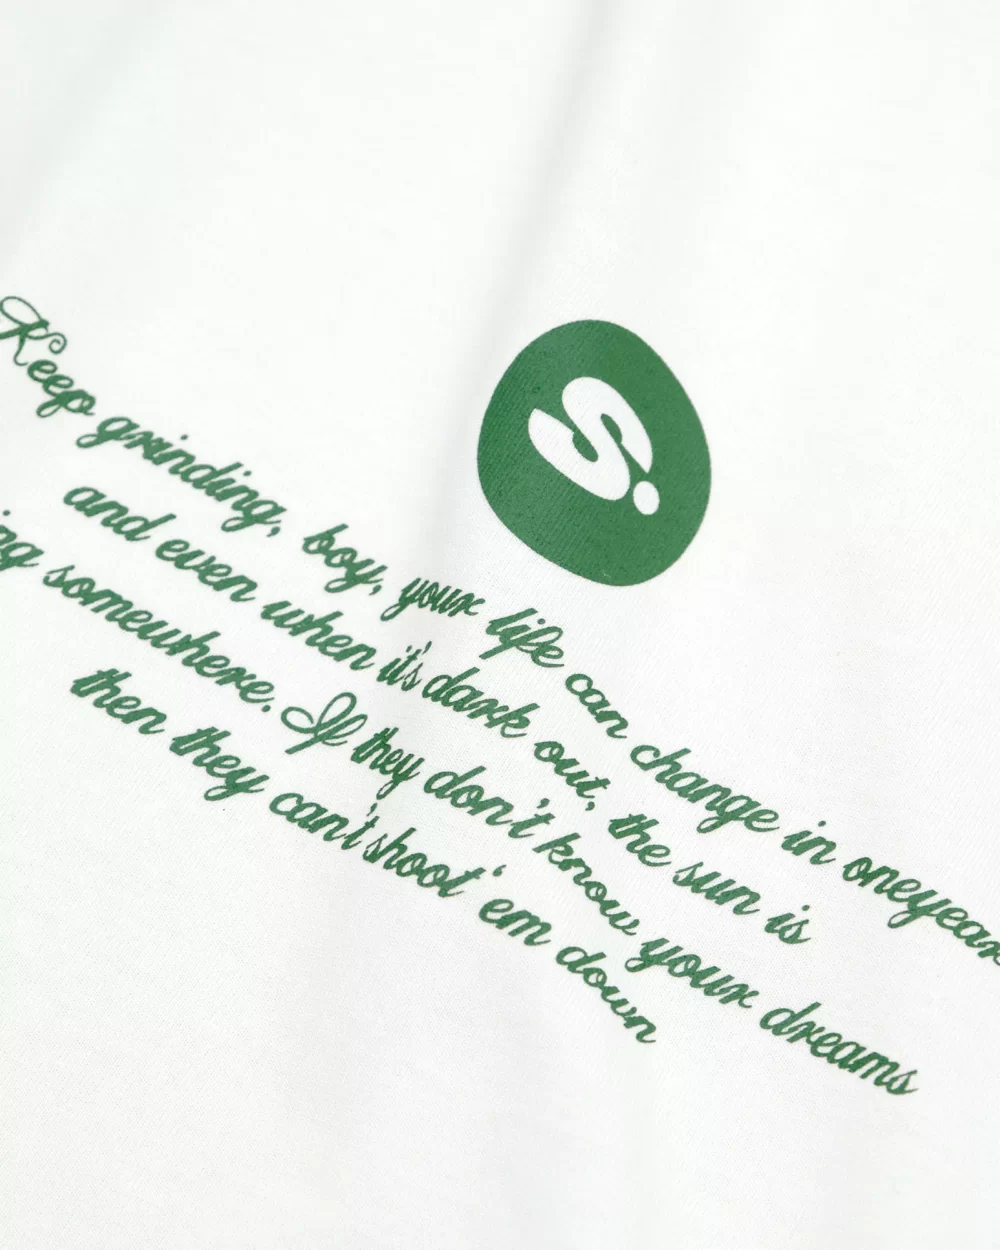 S.
Keep grinding, boy, your life can change in oneyear
and even when it's dark out, the sun is
ng somewhere. If they don't know your dreams
then they can't shoot ‘em down